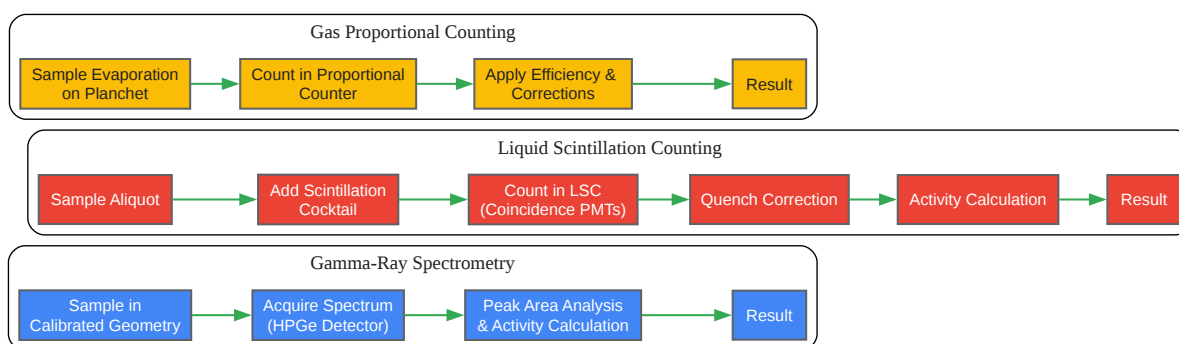 Gas Proportional Counting
Sample Evaporation
on Planchet
Count in Proportional
Counter
Apply Efficiency &
Corrections
Result
Liquid Scintillation Counting
Sample Aliquot
Add Scintillation
Cocktail
Count in LSC
(Coincidence PMTs)
Quench Correction
Activity Calculation
Result
Gamma-Ray Spectrometry
Sample in
Calibrated Geometry
Acquire Spectrum
(HPGe Detector)
Peak Area Analysis
& Activity Calculation
Result